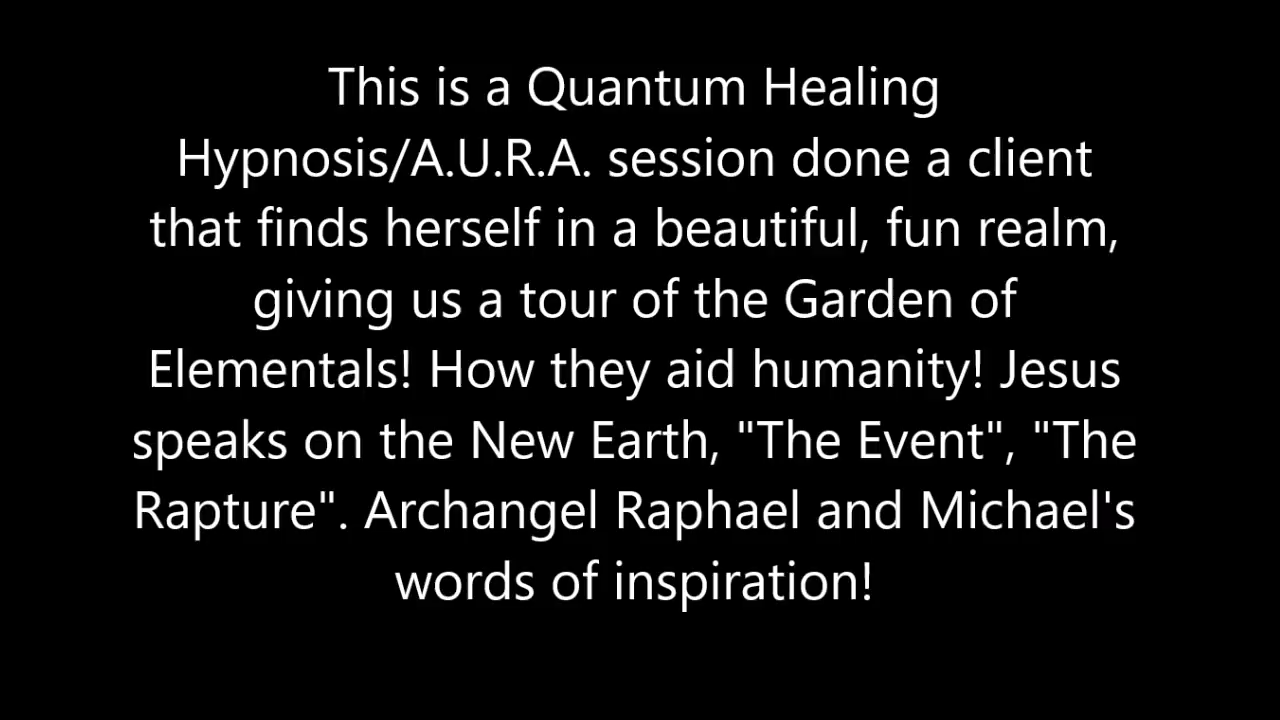 This is a Quantum Healing
Hypnosis/A.U.R.A. session done a client
that finds herself in a beautiful, fun realm,
giving us a tour of the Garden of
Elementals! How they aid humanity! Jesus
speaks on the New Earth, "The Event", "The
Rapture". Archangel Raphael and Michael's
words of inspiration!